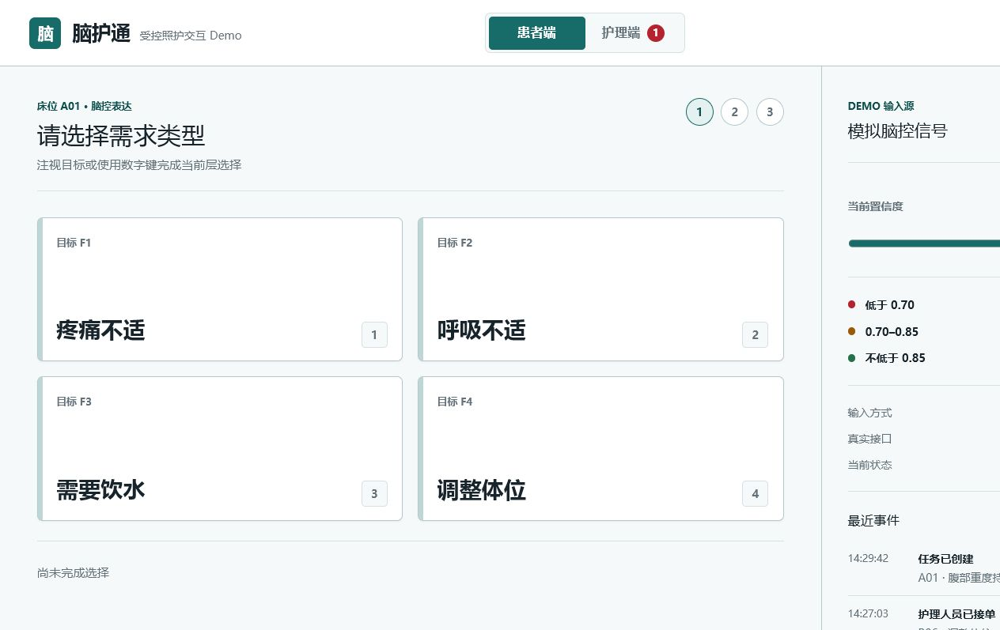 脑 脑护通 受控照护交互 Demo
患者端 护理端 1
床位 A01 • 脑控表达
请选择需求类型
注视目标或使用数字键完成当前层选择
1 2 3
目标 F1
疼痛不适 1
目标 F2
呼吸不适 2
目标 F3
需要饮水 3
目标 F4
调整体位 4
尚未完成选择
DEMO 输入源
模拟脑控信号
当前置信度
低于 0.70
0.70–0.85
不低于 0.85
输入方式
真实接口
当前状态
最近事件
14:29:42 任务已创建
A01 · 腹部重度持
14:27:03 护理人员已接单